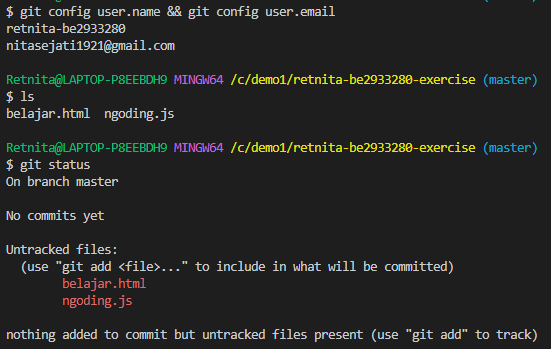 $ git config user.name && git config user.email
retnita-be2933280
nitasejati1921@gmail.com
Retnita@LAPTOP-P8EEBDH9 MINGW64 /c/demo1/retnita-be2933280-exercise (master)
$ ls
belajar.html  ngoding.js
Retnita@LAPTOP-P8EEBDH9 MINGW64 /c/demo1/retnita-be2933280-exercise (master)
$ git status
On branch master
No commits yet
Untracked files:
  (use "git add <file>..." to include in what will be committed)
        belajar.html
        ngoding.js
nothing added to commit but untracked files present (use "git add" to track)